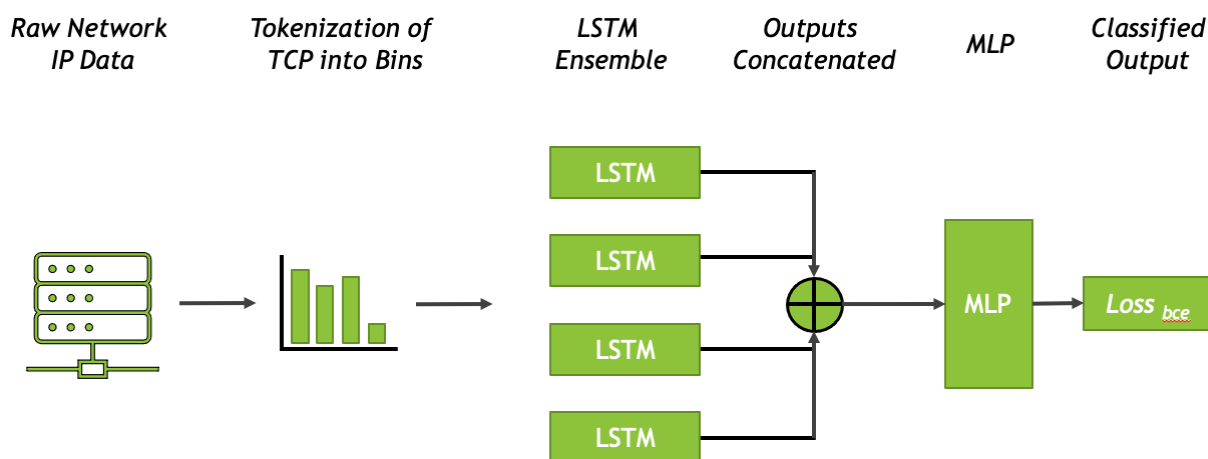 Raw Network
IP Data
Tokenization of
TCP into Bins
LSTM
Ensemble
Outputs
Concatenated
MLP
Classified
Output
LSTM
LSTM
LSTM
LSTM
MLP
Loss bce